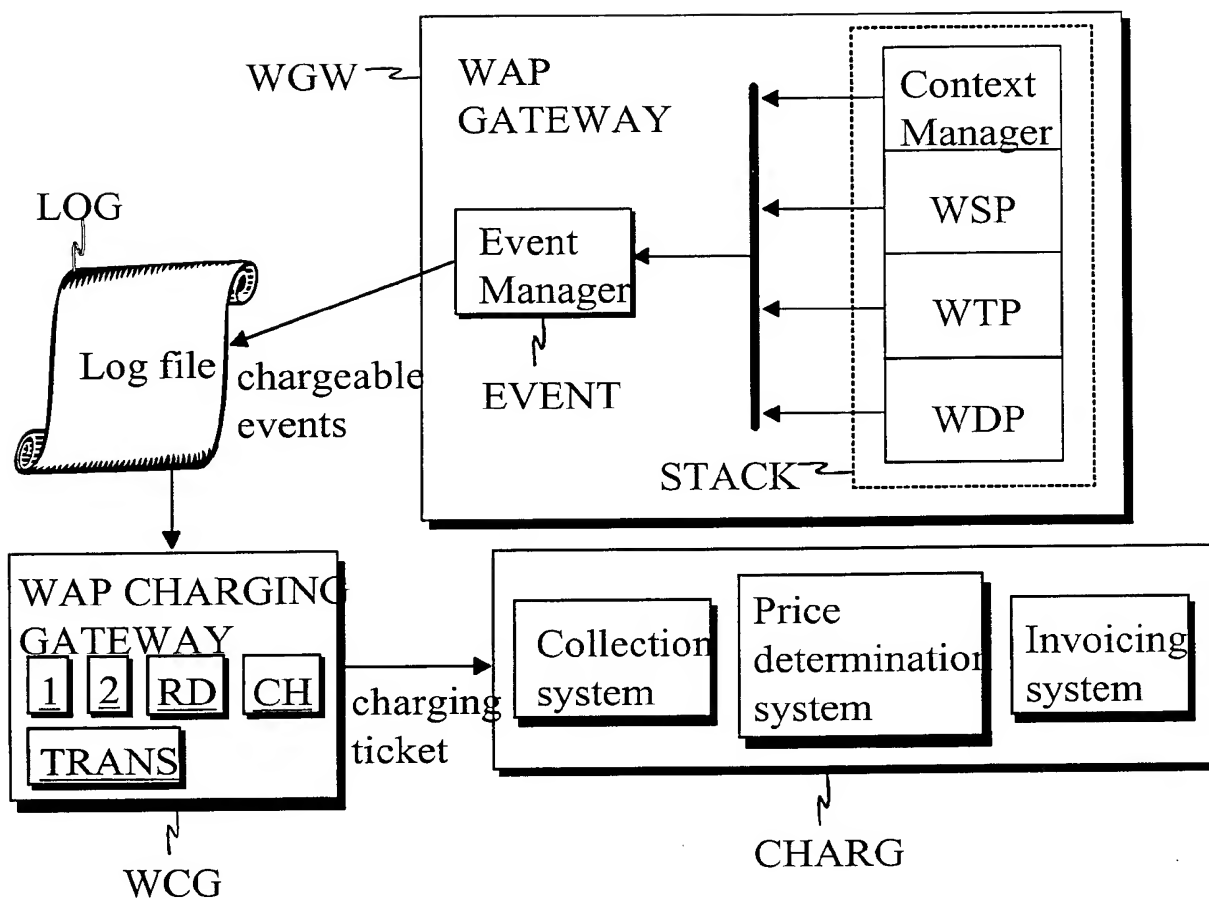 WGW
WAP
GATEWAY
Context
Manager
WSP
WTP
WDP
STACK
Event
Manager
EVENT
LOG
Log file
chargeable
events
WAP CHARGING
GATEWAY
1 2 RD CH
TRANS
WCG
charging
ticket
Collection
system
Price
determination
system
Invoicing
system
CHARG